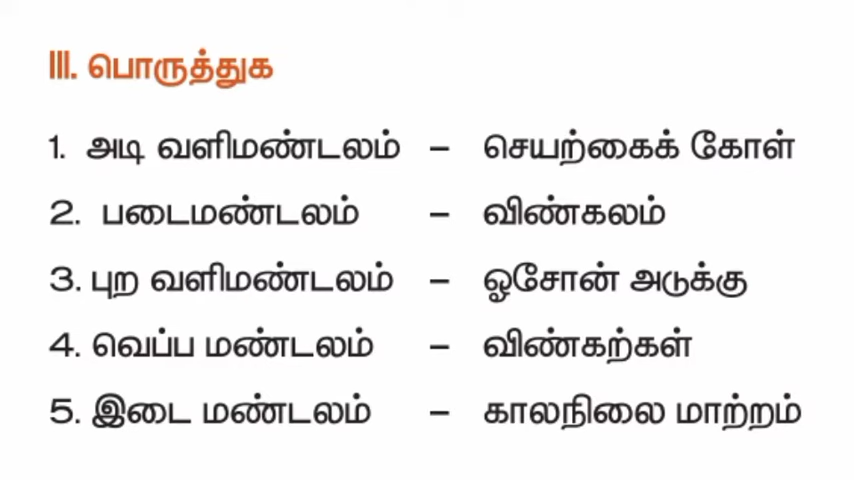 III. பொருத்துக
1. அடி வளிமண்டலம் – செயற்கைக் கோள்
2. படைமண்டலம் – விண்கலம்
3. புற வளிமண்டலம் – ஓசோன் அடுக்கு
4. வெப்ப மண்டலம் – விண்கற்கள்
5. இடை மண்டலம் – காலநிலை மாற்றம்